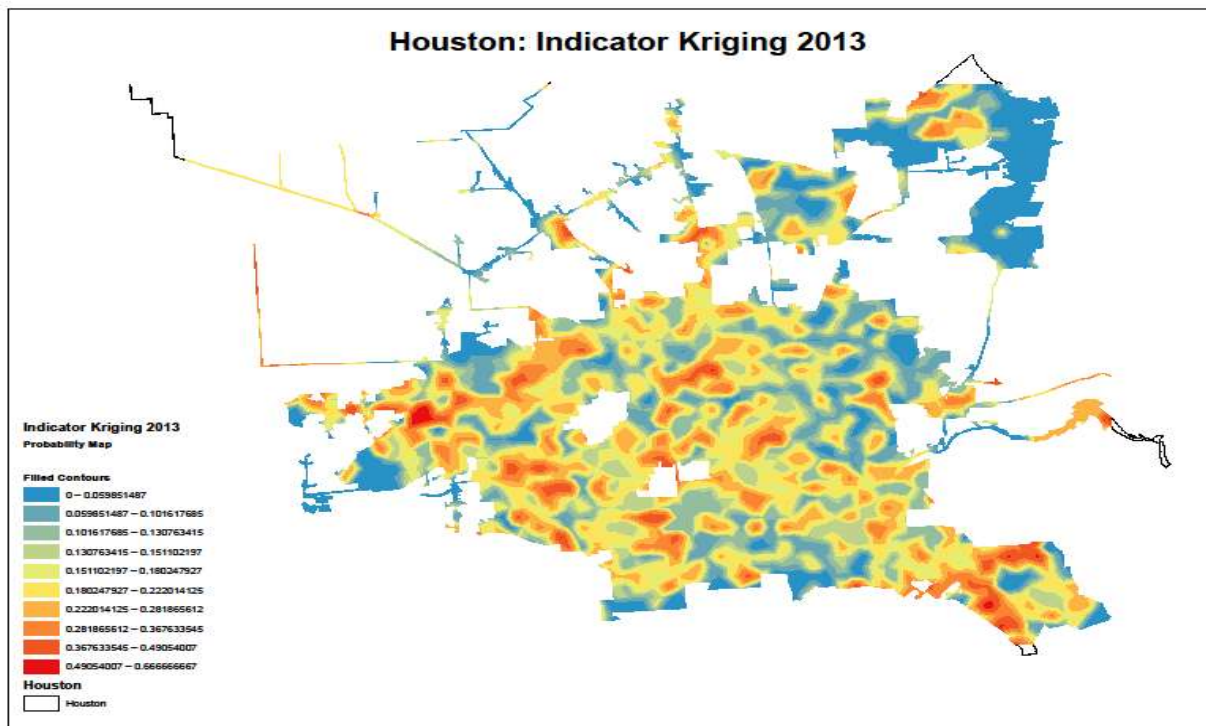 Houston: Indicator Kriging 2013
Indicator Kriging 2013
Probability Map
Filled Contours
0 – 0.059851487
0.059851487 – 0.101617685
0.101617685 – 0.130763415
0.130763415 – 0.151102197
0.151102197 – 0.180247927
0.180247927 – 0.222014125
0.222014125 – 0.281865612
0.281865612 – 0.367633545
0.367633545 – 0.49054007
0.49054007 – 0.666666667
Houston
Houston